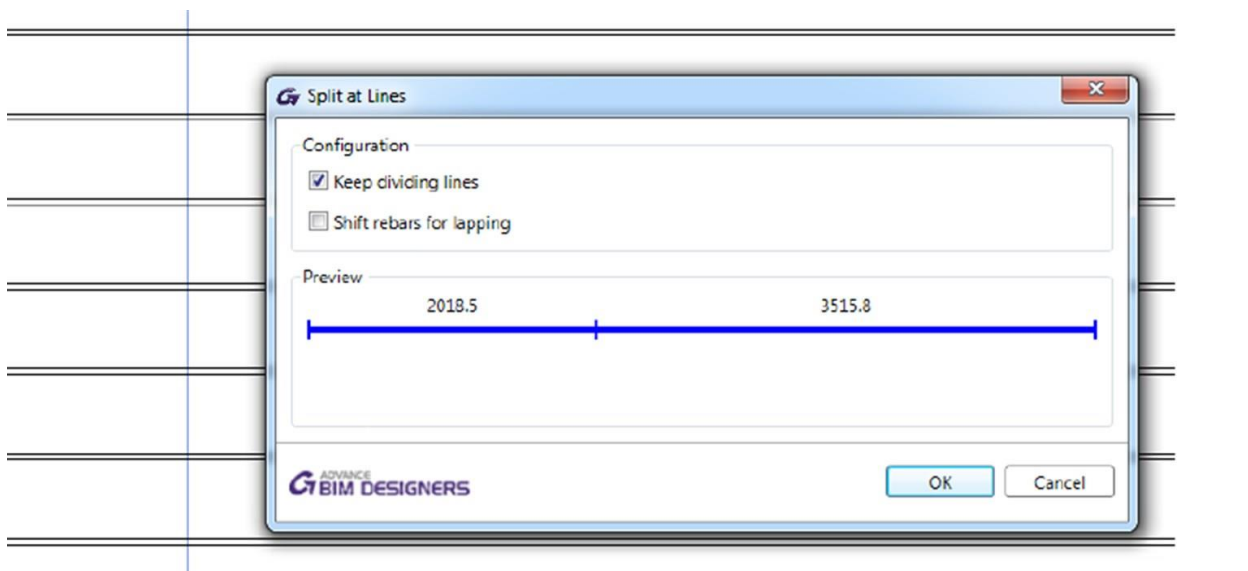 Split at Lines
Configuration
Keep dividing lines
Shift rebars for lapping
Preview
2018.5 3515.8
ADVANCE
BIM DESIGNERS
OK Cancel